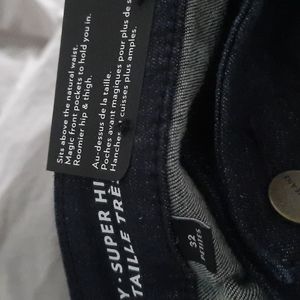 Sits above the natural waist.
Magic front pockets to hold you in.
Roomier hip & thigh.
Au-dessus de la taille.
Poches avant magiques pour plus de s
Hanches et cuisses plus amples.
Y · SUPER HI
TAILLE TRÈ
32
PETITES